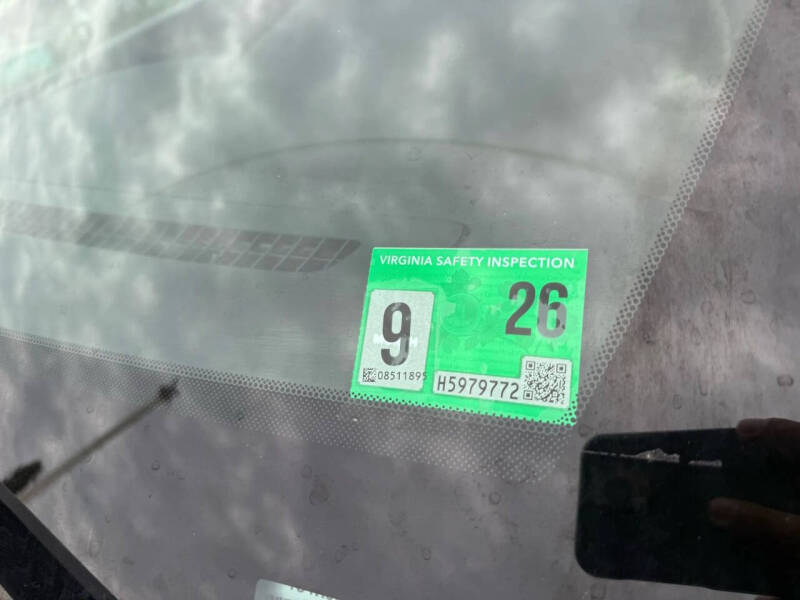 VIRGINIA SAFETY INSPECTION
26
9
08511895
H5979772